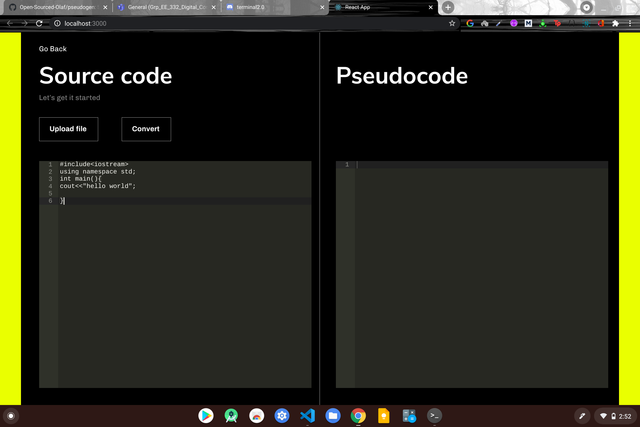 Open-Sourced-Olaf/pseudogen
General (Grp_EE_332_Digital_Co
terminal2.0
React App
localhost:3000
Go Back
Source code
Let's get it started
Upload file
Convert
1 #include<iostream>
2 using namespace std;
3 int main(){
4 cout<<"hello world";
5
6 }
Pseudocode
1
2:52